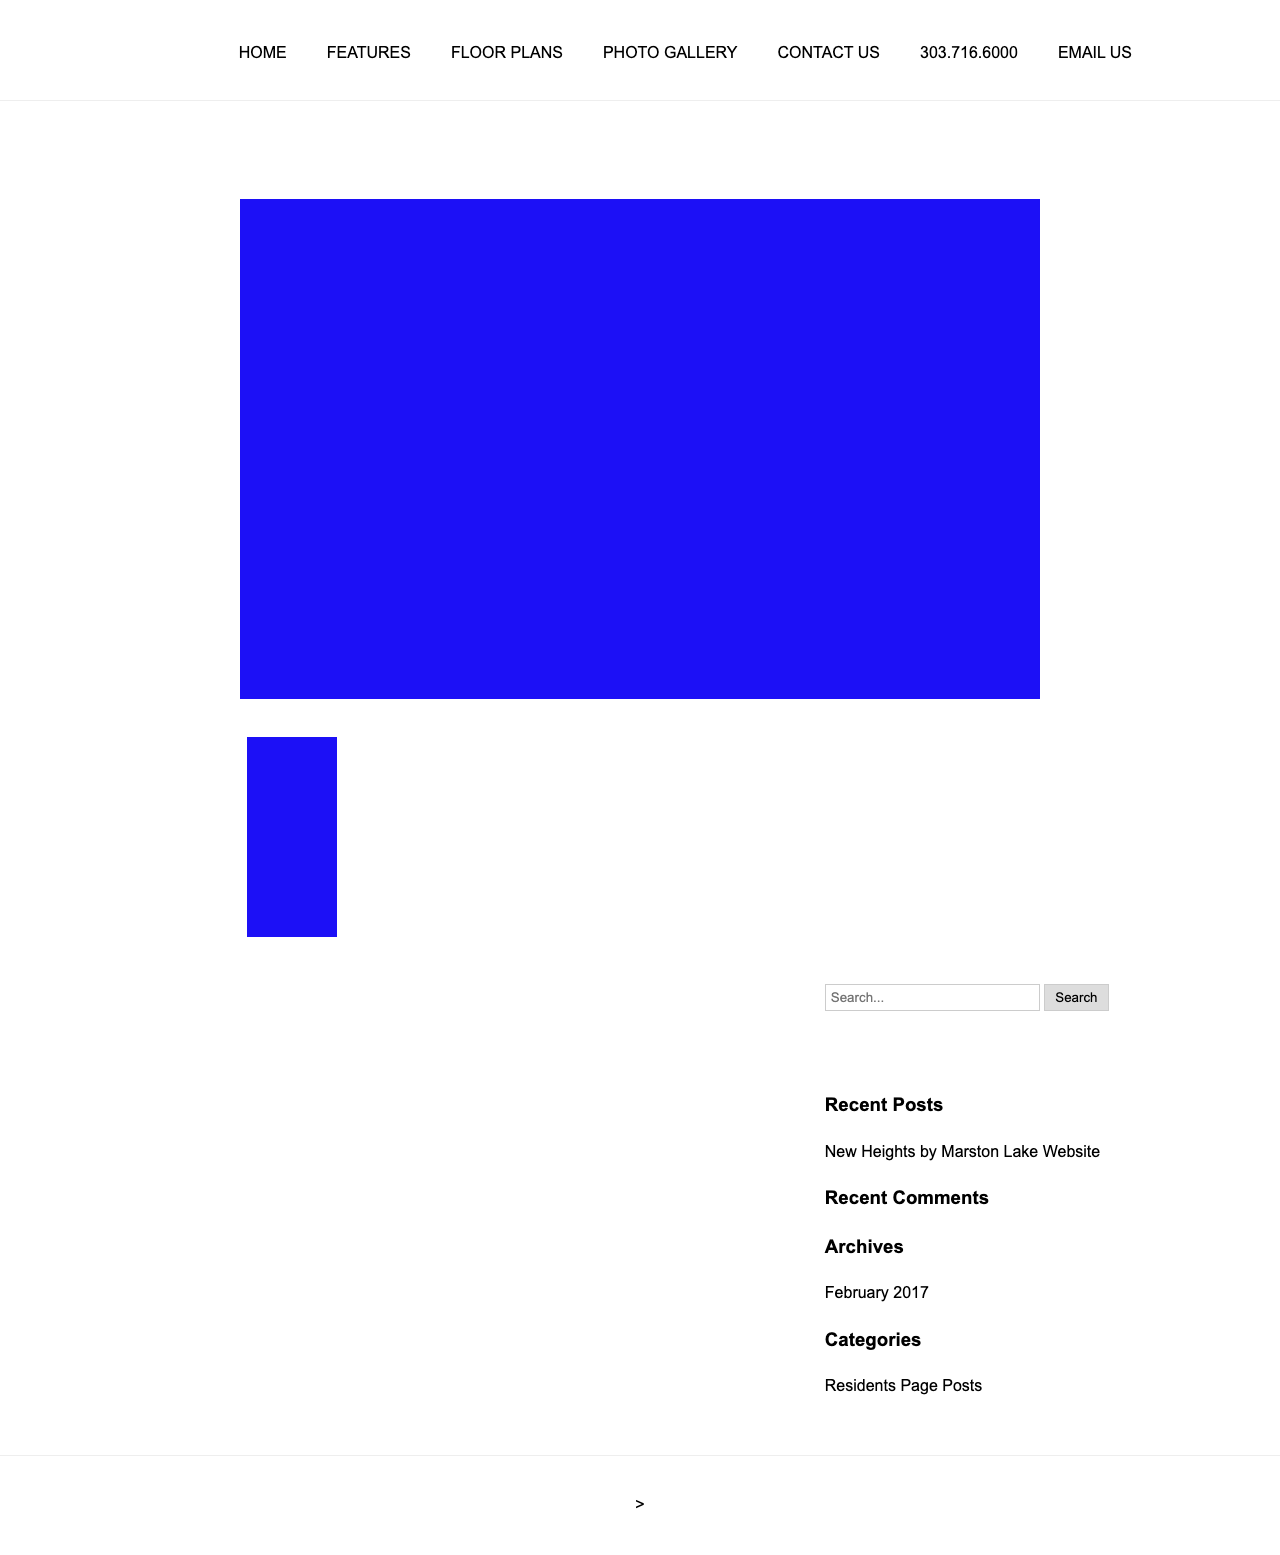 HOME FEATURES FLOOR PLANS PHOTO GALLERY CONTACT US 303.716.6000 EMAIL US
Search... Search
Recent Posts
New Heights by Marston Lake Website
Recent Comments
Archives
February 2017
Categories
Residents Page Posts
>